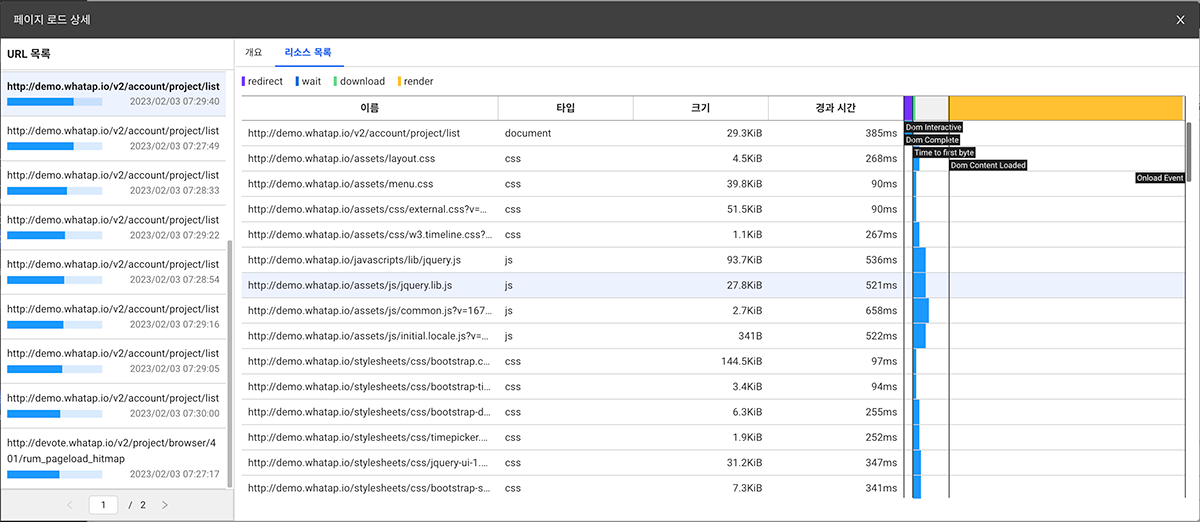 페이지 로드 상세
URL 목록
http://demo.whatap.io/v2/account/project/list
2023/02/03 07:29:40
http://demo.whatap.io/v2/account/project/list
2023/02/03 07:27:49
http://demo.whatap.io/v2/account/project/list
2023/02/03 07:28:33
http://demo.whatap.io/v2/account/project/list
2023/02/03 07:29:22
http://demo.whatap.io/v2/account/project/list
2023/02/03 07:28:54
http://demo.whatap.io/v2/account/project/list
2023/02/03 07:29:16
http://demo.whatap.io/v2/account/project/list
2023/02/03 07:29:05
http://demo.whatap.io/v2/account/project/list
2023/02/03 07:30:00
http://devote.whatap.io/v2/project/browser/4
01/rum_pageload_hitmap
2023/02/03 07:27:17
1 / 2
개요 리소스 목록
redirect wait download render
이름 타입 크기 경과 시간
http://demo.whatap.io/v2/account/project/list document 29.3KiB 385ms
http://demo.whatap.io/assets/layout.css css 4.5KiB 268ms
http://demo.whatap.io/assets/menu.css css 39.8KiB 90ms
http://demo.whatap.io/assets/css/external.css?v=... css 51.5KiB 90ms
http://demo.whatap.io/assets/css/w3.timeline.css?... css 1.1KiB 267ms
http://demo.whatap.io/javascripts/lib/jquery.js js 93.7KiB 536ms
http://demo.whatap.io/assets/js/jquery.lib.js js 27.8KiB 521ms
http://demo.whatap.io/assets/js/common.js?v=167... js 2.7KiB 658ms
http://demo.whatap.io/assets/js/initial.locale.js?v=... js 341B 522ms
http://demo.whatap.io/stylesheets/css/bootstrap.c... css 144.5KiB 97ms
http://demo.whatap.io/stylesheets/css/bootstrap-ti... css 3.4KiB 94ms
http://demo.whatap.io/stylesheets/css/bootstrap-d... css 6.3KiB 255ms
http://demo.whatap.io/stylesheets/css/timepicker.... css 1.9KiB 252ms
http://demo.whatap.io/stylesheets/css/jquery-ui-1.... css 31.2KiB 347ms
http://demo.whatap.io/stylesheets/css/bootstrap-s... css 7.3KiB 341ms
Dom Interactive
Dom Complete
Time to first byte
Dom Content Loaded
Onload Event